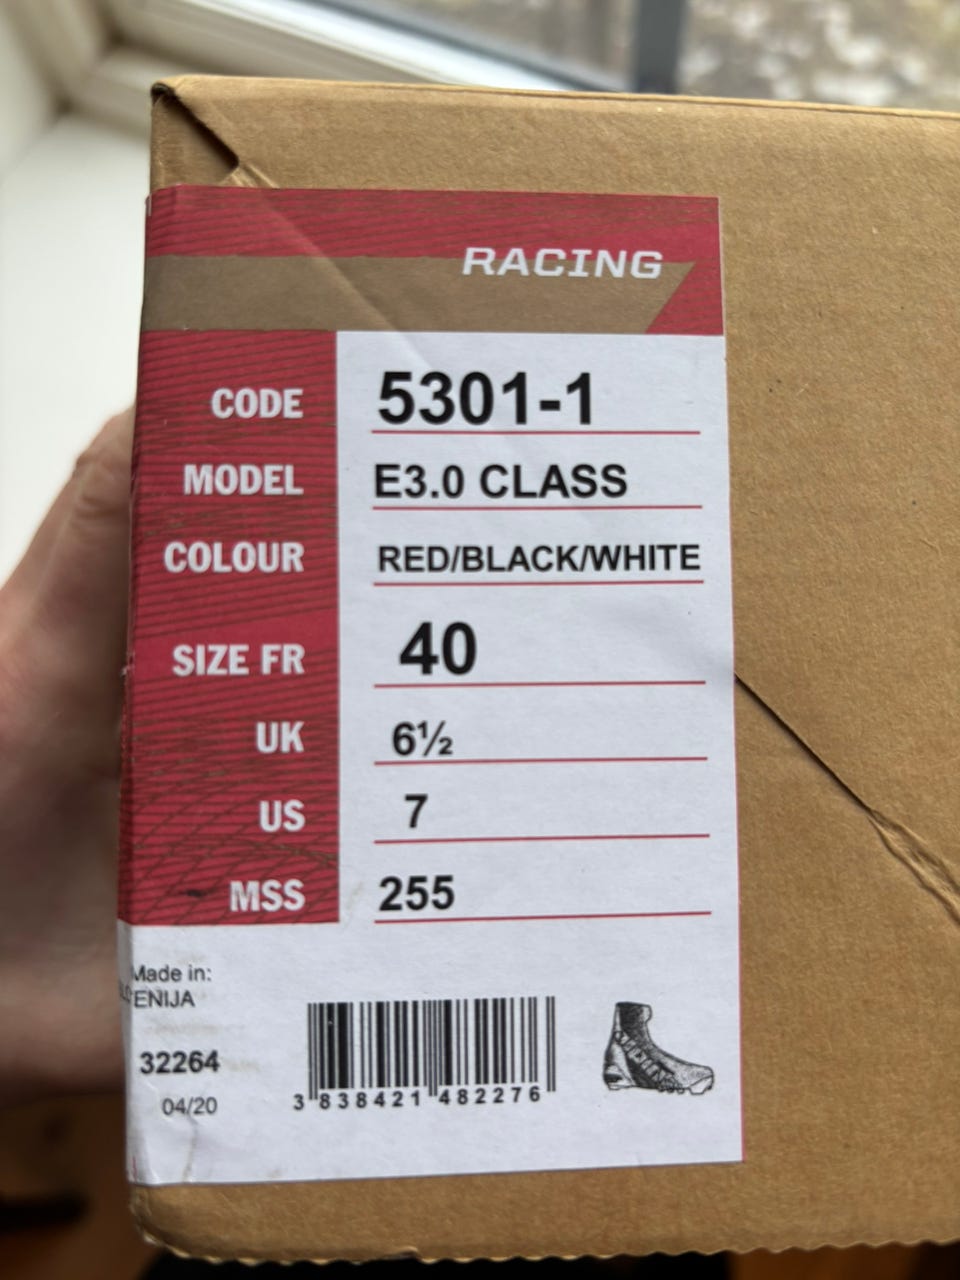 RACING
CODE 5301-1
MODEL E3.0 CLASS
COLOUR RED/BLACK/WHITE
SIZE FR 40
UK 6½
US 7
MSS 255
Made in:
ENIJA
32264
04/20
3 838421 482276